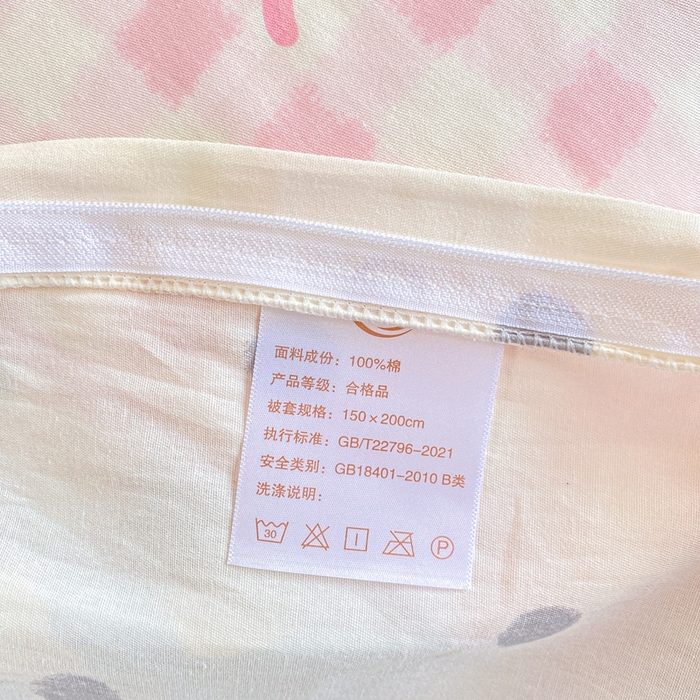 面料成份：100%棉
产品等级：合格品
被套规格：150×200cm
执行标准：GB/T22796-2021
安全类别：GB18401-2010 B类
洗涤说明：
30
P